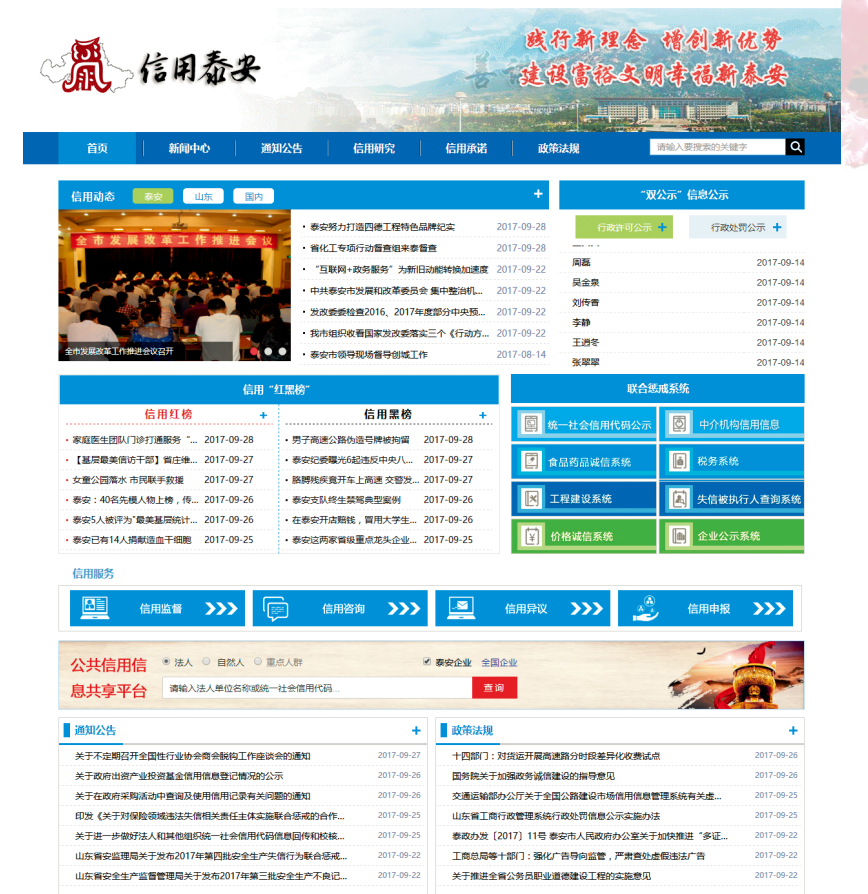 信用泰安
践行新理念 增创新优势
建设富裕文明幸福新泰安
首页 新闻中心 通知公告 信用研究 信用承诺 政策法规 请输入要搜索的关键字
信用动态 泰安 山东 国内 +
全市发展改革工作推进会议
全市发展改革工作推进会议召开
· 泰安努力打造四德工程特色品牌纪实 2017-09-28
· 省化工专项行动督查组来泰督查 2017-09-28
· “互联网+政务服务”为新旧动能转换加速度 2017-09-22
· 中共泰安市发展和改革委员会 集中整治机... 2017-09-22
· 发改委委检查2016、2017年度部分中央预... 2017-09-22
· 我市组织收看国家发改委落实三个《行动方... 2017-09-22
· 泰安市领导现场督导创城工作 2017-08-14
“双公示”信息公示
行政许可公示 + 行政处罚公示 +
周磊 2017-09-14
吴金泉 2017-09-14
刘传香 2017-09-14
李静 2017-09-14
王逍冬 2017-09-14
张翠翠 2017-09-14
信用“红黑榜”
信用红榜 +
· 家庭医生团队门诊打通服务“... 2017-09-28
· 【基层最美信访干部】省庄维... 2017-09-27
· 女童公园落水 市民联手救援 2017-09-27
· 泰安：40名先模人物上榜，传... 2017-09-26
· 泰安5人被评为"最美基层统计... 2017-09-26
· 泰安已有14人捐献造血干细胞 2017-09-25
信用黑榜 +
· 男子高速公路伪造号牌被拘留 2017-09-28
· 泰安纪委曝光6起违反中央八... 2017-09-27
· 胳膊残疾竟开车上高速 交警发... 2017-09-27
· 泰安支队终生禁驾典型案例 2017-09-26
· 在泰安开店赔钱，冒用大学生... 2017-09-26
· 泰安这两家省级重点龙头企业... 2017-09-25
联合惩戒系统
统一社会信用代码公示 中介机构信用信息
食品药品诚信系统 税务系统
工程建设系统 失信被执行人查询系统
价格诚信系统 企业公示系统
信用服务
信用监督 信用咨询 信用异议 信用申报
公共信用信
息共享平台
法人 自然人 重点人群 泰安企业 全国企业
请输入法人单位名称或统一社会信用代码... 查询
通知公告 +
关于不定期召开全国性行业协会商会脱钩工作座谈会的通知 2017-09-27
关于政府出资产业投资基金信用信息登记情况的公示 2017-09-26
关于在政府采购活动中查询及使用信用记录有关问题的通知 2017-09-26
印发《关于对保险领域违法失信相关责任主体实施联合惩戒的合作... 2017-09-25
关于进一步做好法人和其他组织统一社会信用代码信息回传和校核... 2017-09-25
山东省安监理局关于发布2017年第四批安全生产失信行为联合惩戒... 2017-09-22
山东省安全生产监督管理局关于发布2017年第三批安全生产不良记... 2017-09-22
政策法规 +
十四部门：对货运开展高速路分时段差异化收费试点 2017-09-26
国务院关于加强政务诚信建设的指导意见 2017-09-26
交通运输部办公厅关于全国公路建设市场信用信息管理系统有关虚... 2017-09-25
山东省工商行政管理系统行政处罚信息公示实施办法 2017-09-25
泰政办发［2017］11号 泰安市人民政府办公室关于加快推进“多证... 2017-09-22
工商总局等十部门：强化广告导向监管，严肃查处虚假违法广告 2017-09-22
关于推进全省公务员职业道德建设工程的实施意见 2017-09-22